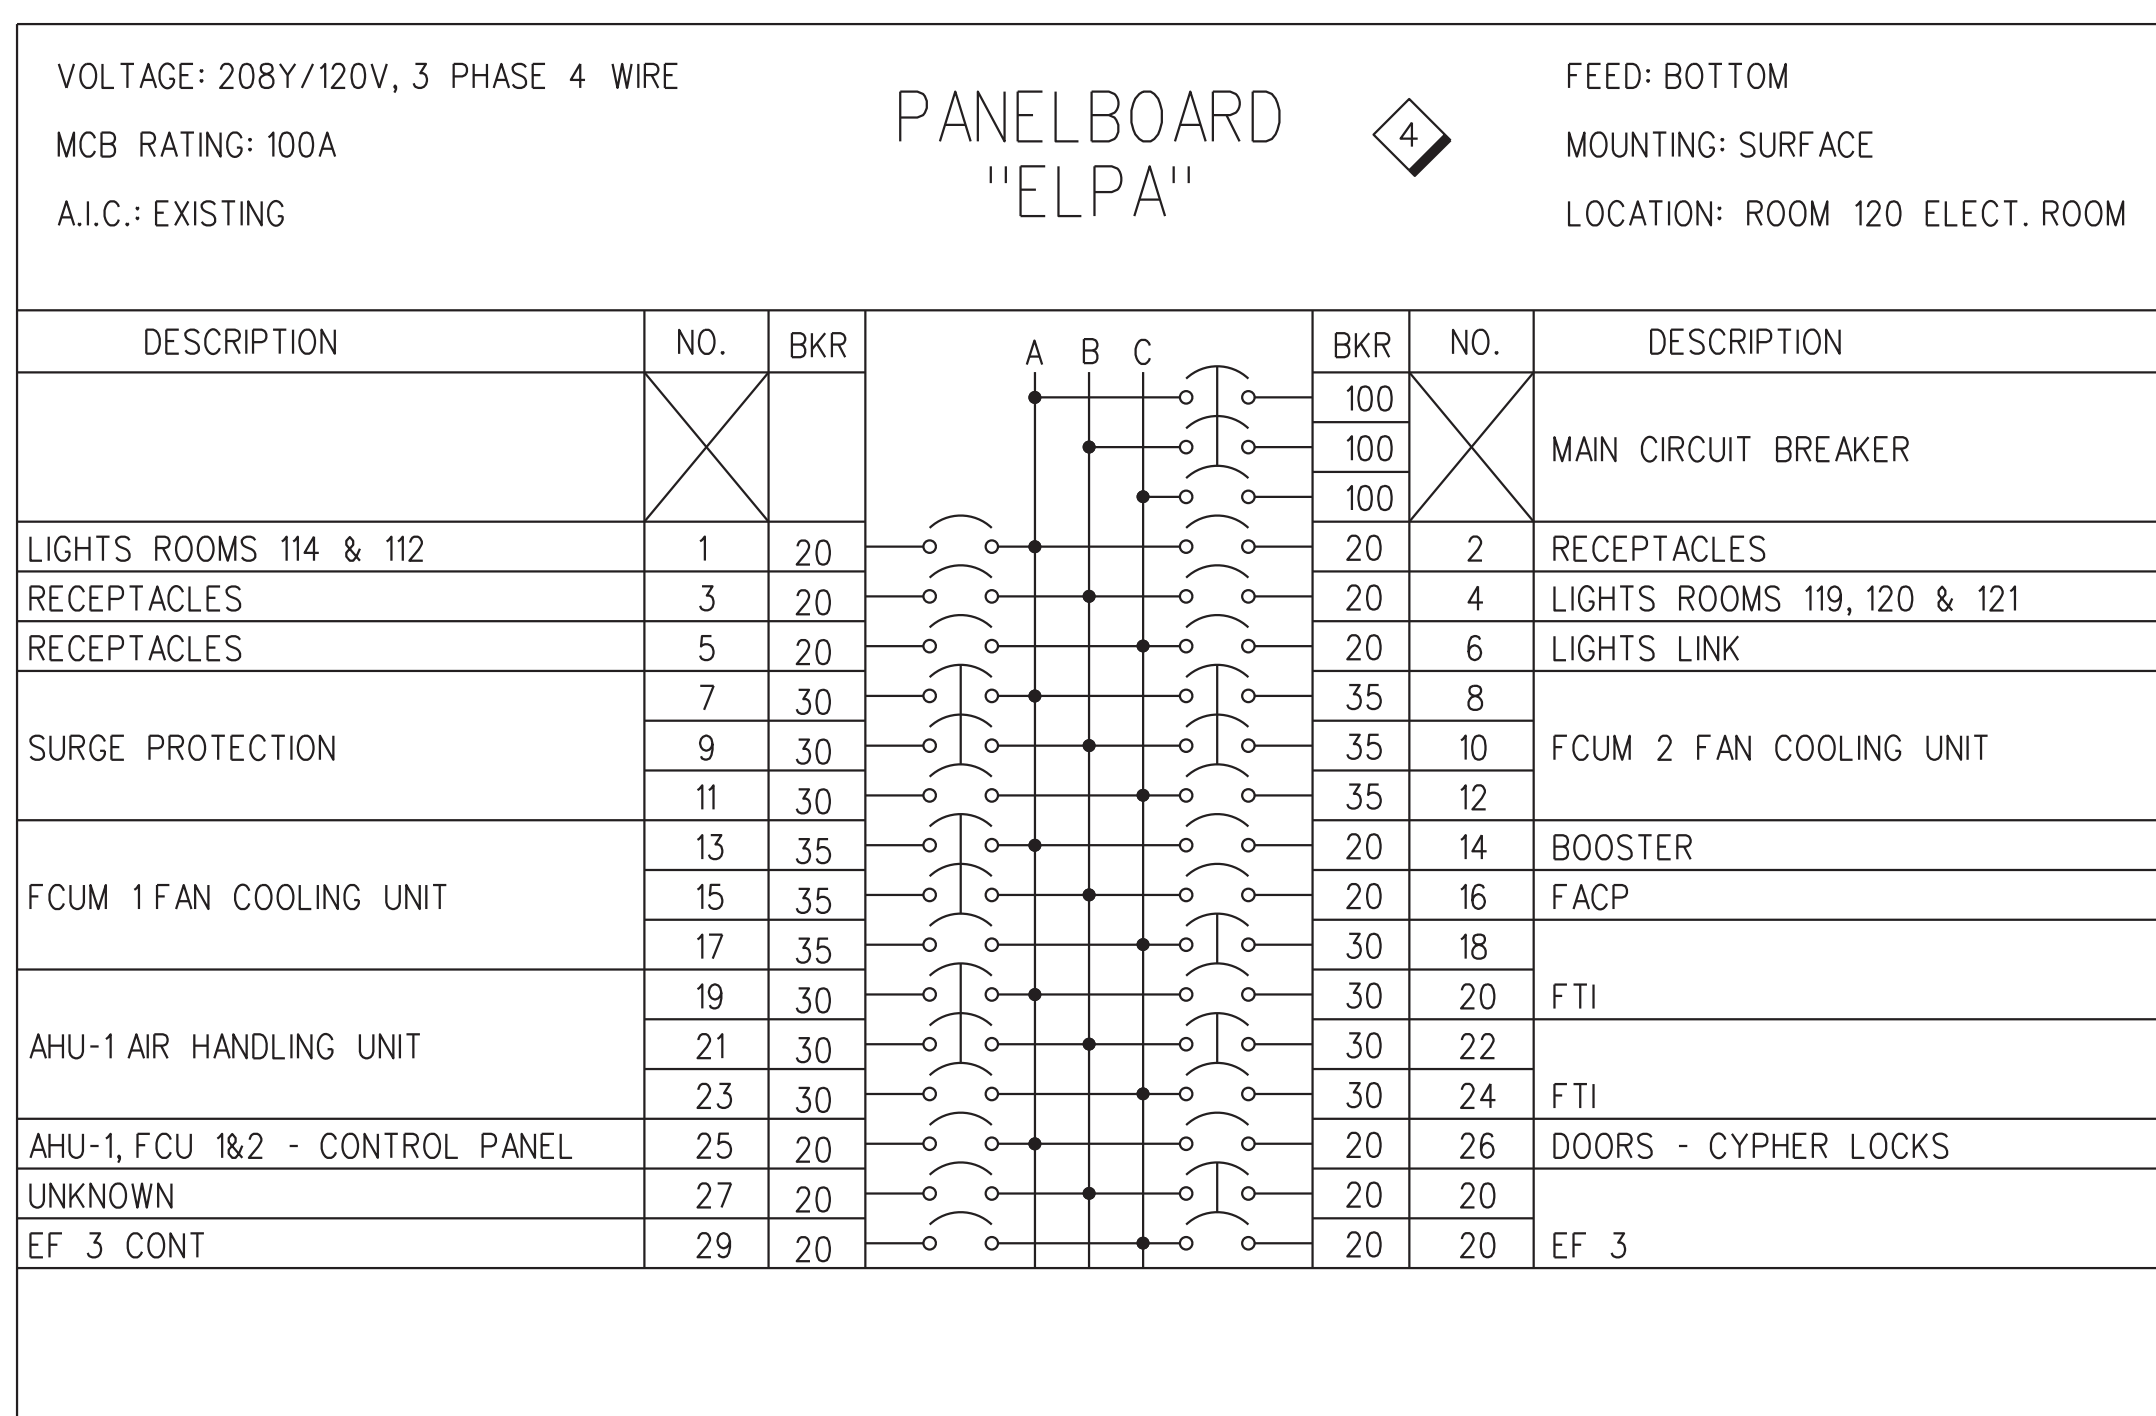 VOLTAGE: 208Y/120V, 3 PHASE 4 WIRE
MCB RATING: 100A
A.I.C.: EXISTING
PANELBOARD
"ELPA"
4
FEED: BOTTOM
MOUNTING: SURFACE
LOCATION: ROOM 120 ELECT. ROOM
DESCRIPTION NO. BKR A B C BKR NO. DESCRIPTION
100
100 MAIN CIRCUIT BREAKER
100
LIGHTS ROOMS 114 & 112 1 20 20 2 RECEPTACLES
RECEPTACLES 3 20 20 4 LIGHTS ROOMS 119, 120 & 121
RECEPTACLES 5 20 20 6 LIGHTS LINK
7 30 35 8
SURGE PROTECTION 9 30 35 10 FCUM 2 FAN COOLING UNIT
11 30 35 12
13 35 20 14 BOOSTER
FCUM 1 FAN COOLING UNIT 15 35 20 16 FACP
17 35 30 18
19 30 30 20 FTI
AHU-1 AIR HANDLING UNIT 21 30 30 22
23 30 30 24 FTI
AHU-1, FCU 1&2 - CONTROL PANEL 25 20 20 26 DOORS - CYPHER LOCKS
UNKNOWN 27 20 20 20
EF 3 CONT 29 20 20 20 EF 3